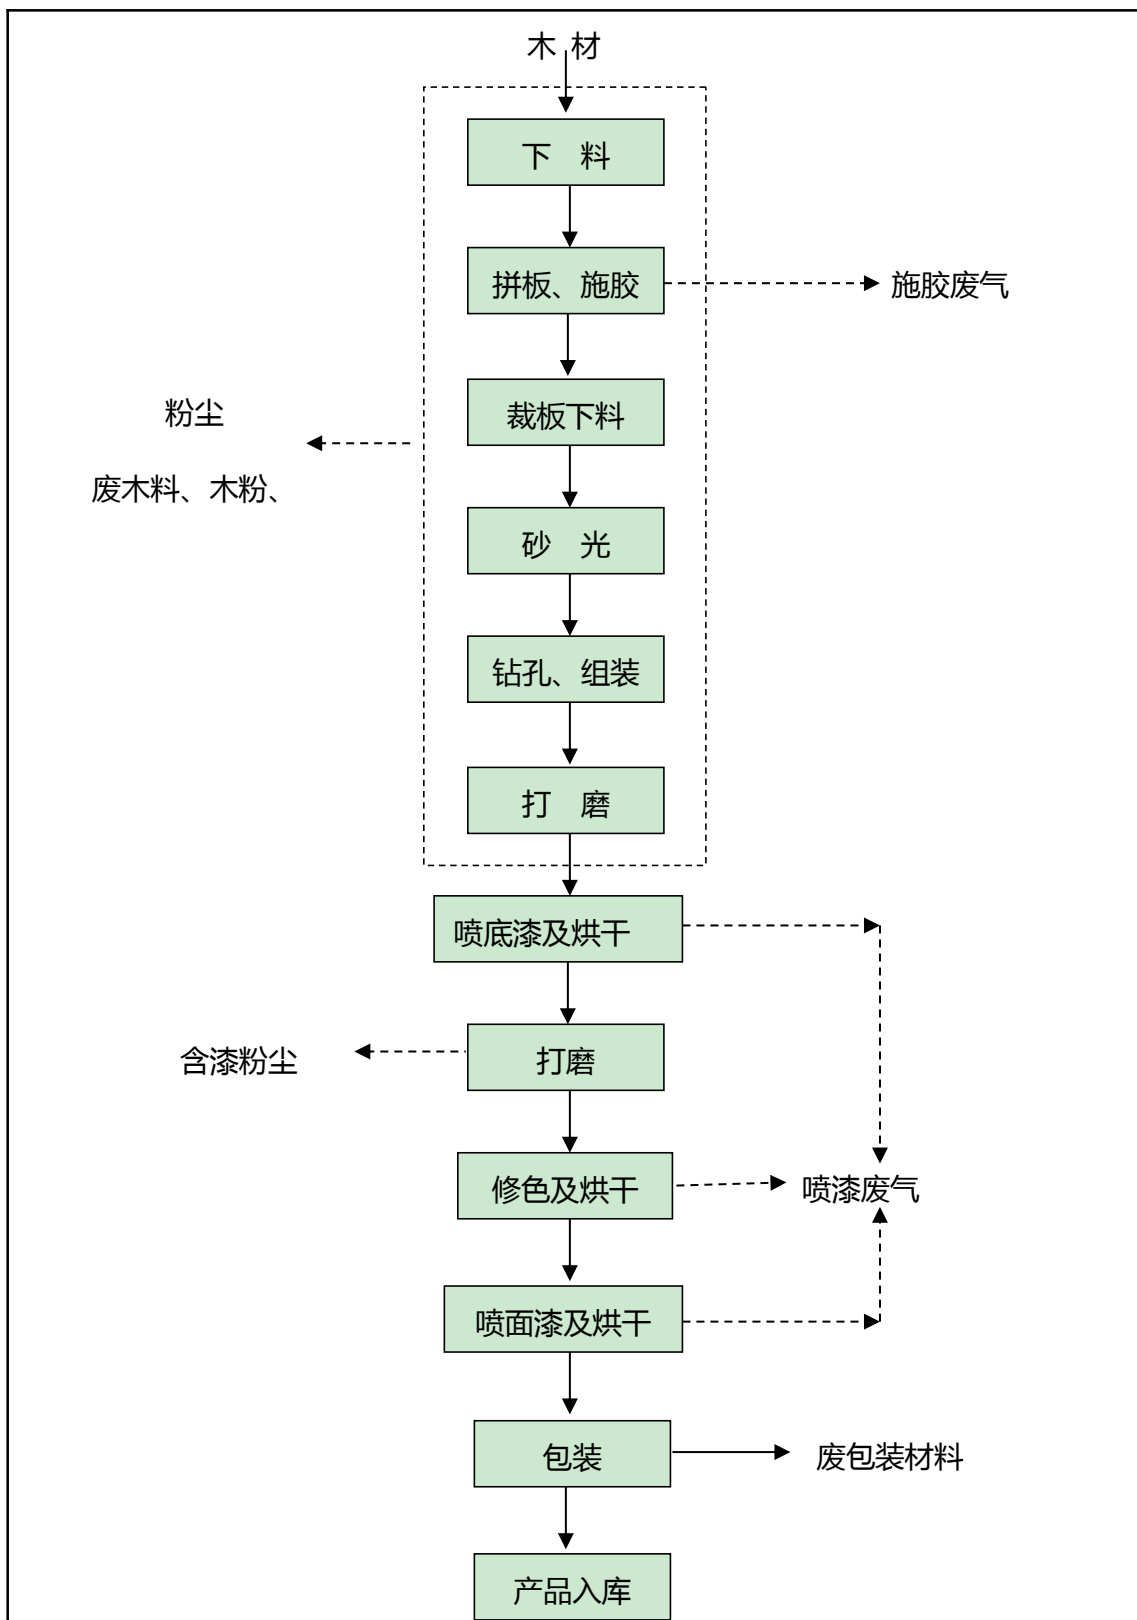 木 材
下 料
拼板、施胶
施胶废气
裁板下料
粉尘
废木料、木粉、
砂 光
钻孔、组装
打 磨
喷底漆及烘干
打磨
含漆粉尘
修色及烘干
喷漆废气
喷面漆及烘干
包装
废包装材料
产品入库